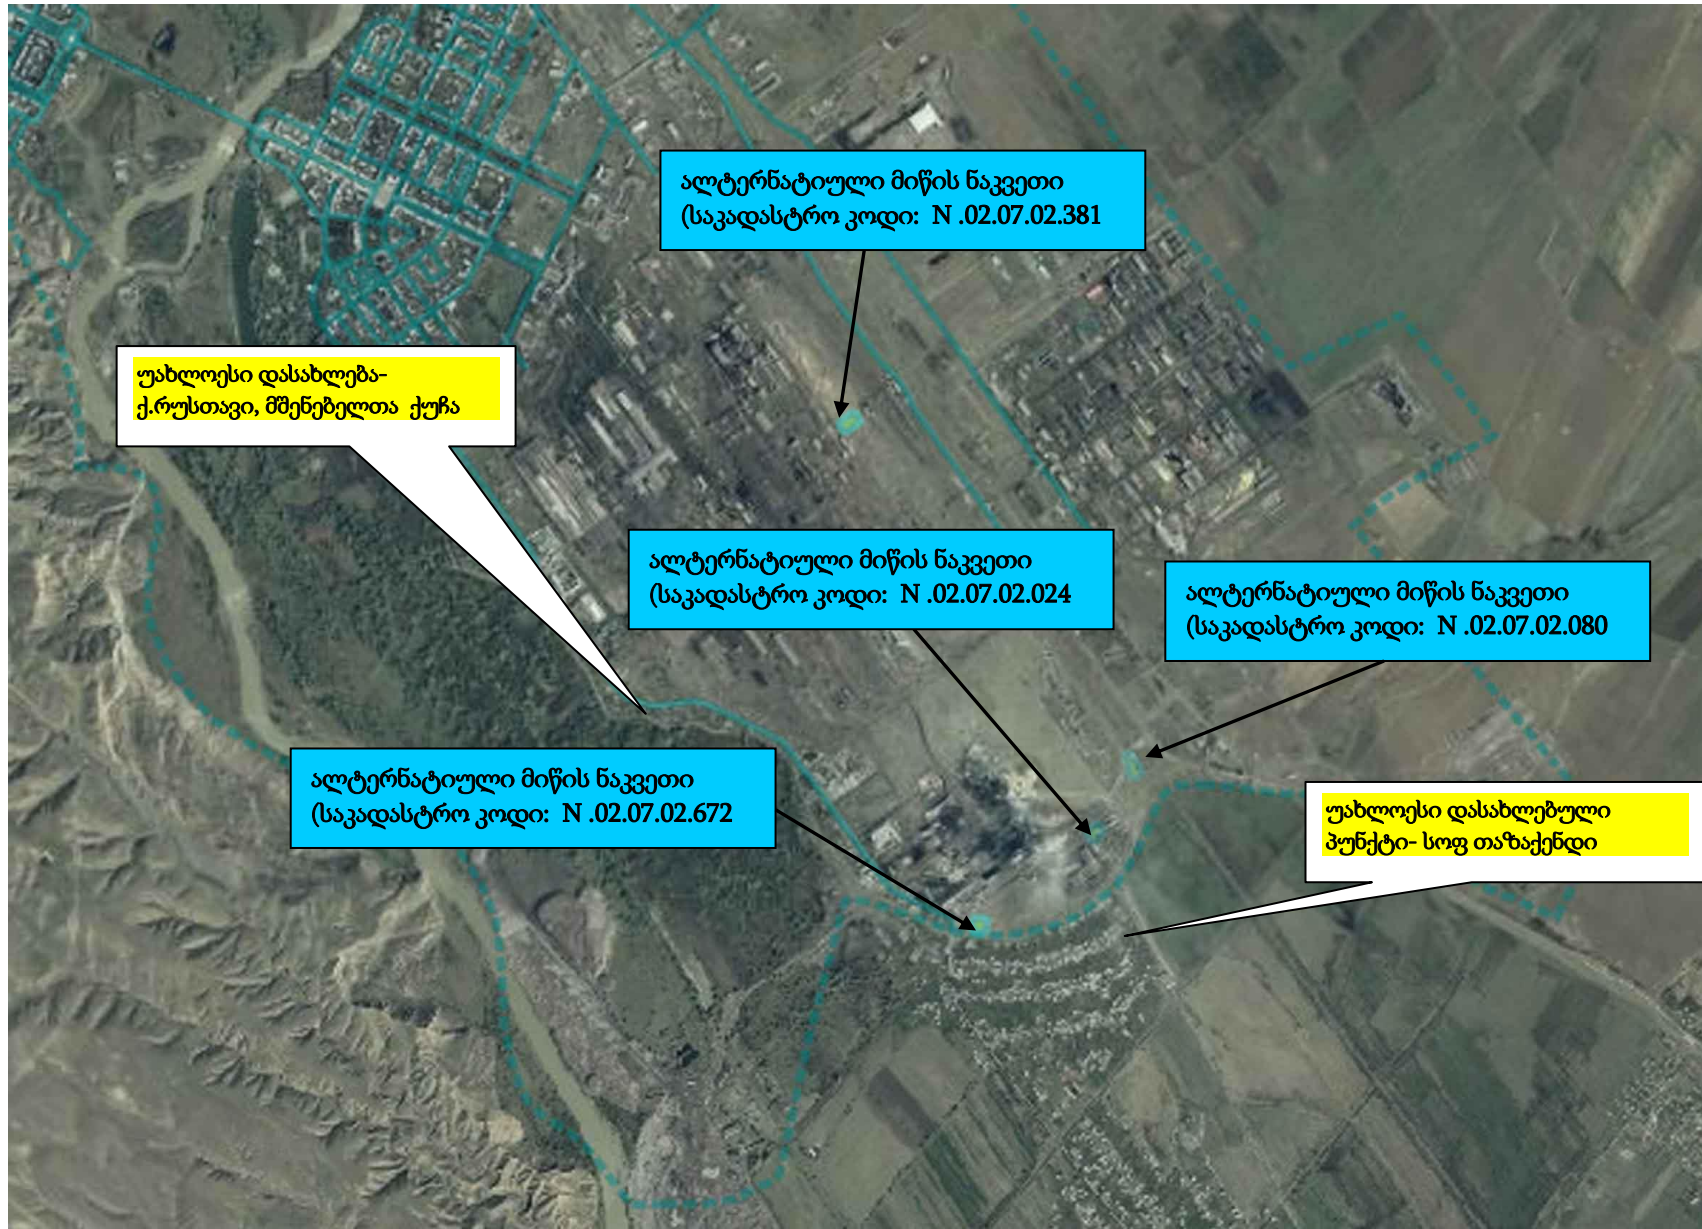 ალტერნატიული მიწის ნაკვეთი
(საკადასტრო კოდი: N .02.07.02.381
უახლოესი დასახლება-
ქ.რუსთავი, მშენებელთა ქუჩა
ალტერნატიული მიწის ნაკვეთი
(საკადასტრო კოდი: N .02.07.02.024
ალტერნატიული მიწის ნაკვეთი
(საკადასტრო კოდი: N .02.07.02.080
ალტერნატიული მიწის ნაკვეთი
(საკადასტრო კოდი: N .02.07.02.672
უახლოესი დასახლებული
პუნქტი- სოფ თაზაქენდი